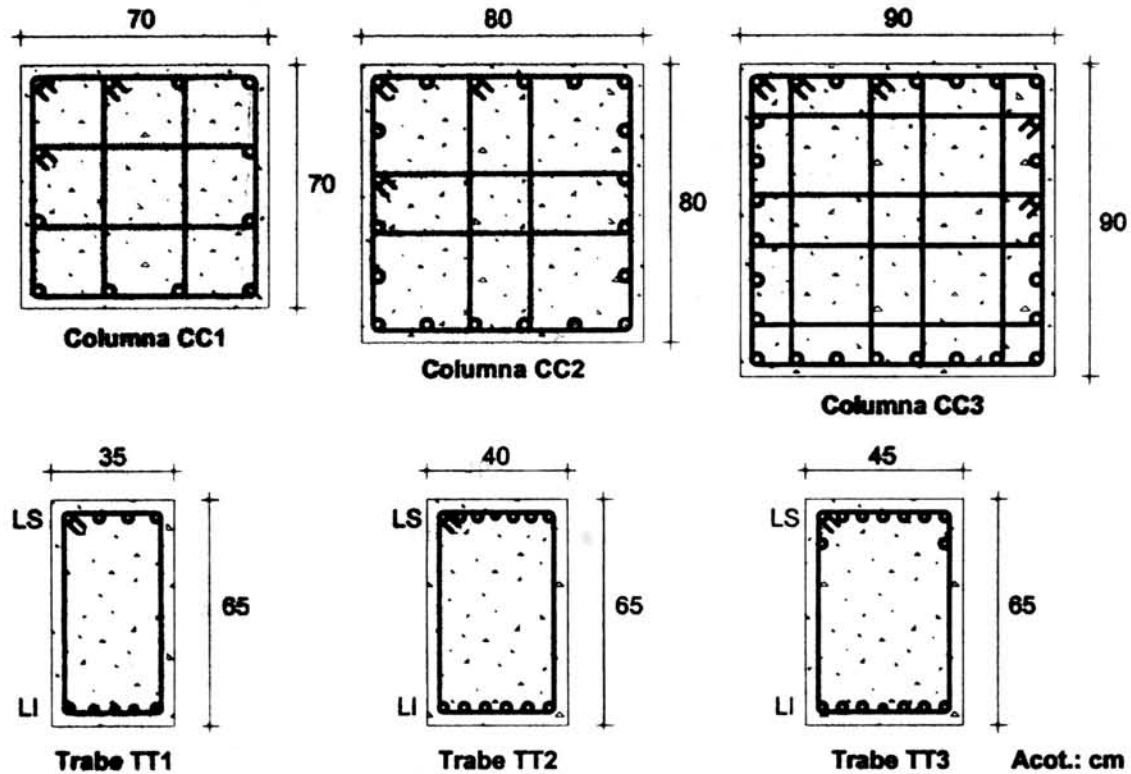 70
80
90
70
80
90
Columna CC1
Columna CC2
Columna CC3
35
40
45
LS
LS
LS
65
65
65
LI
LI
LI
Trabe TT1
Trabe TT2
Trabe TT3
Acot.: cm